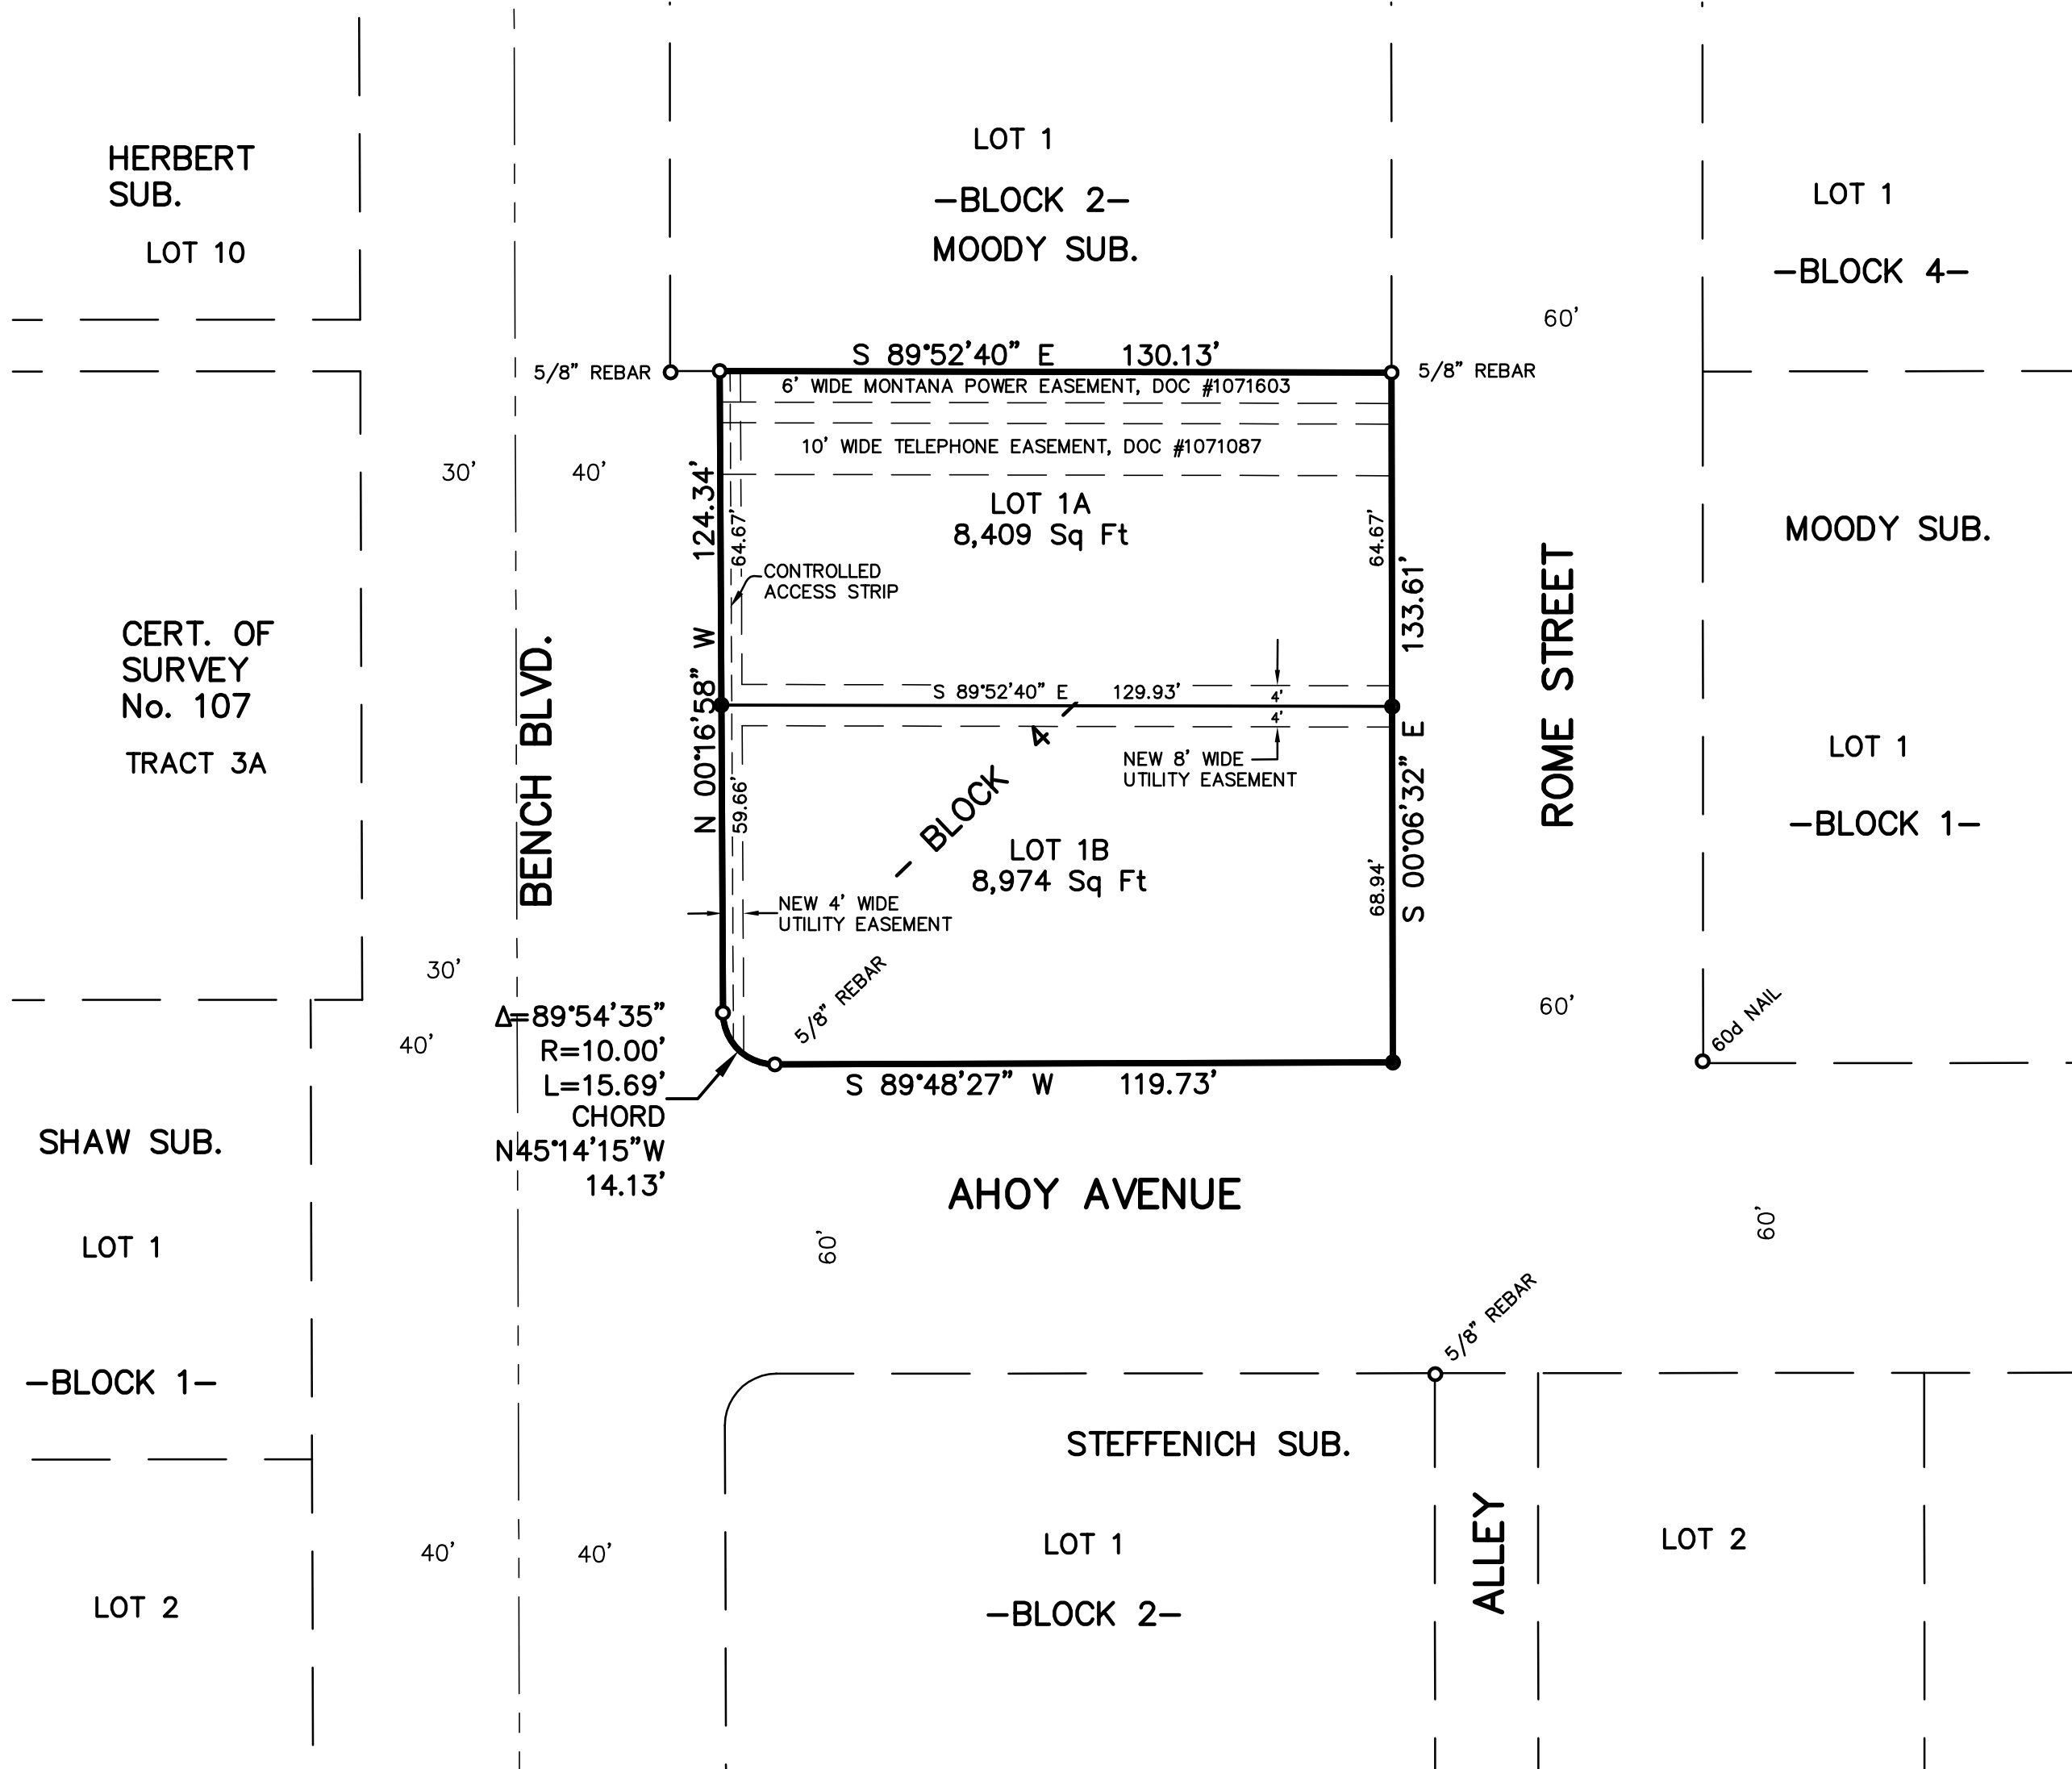 LOT 1
-BLOCK 2-
MOODY SUB.
HERBERT
SUB.
LOT 10
LOT 1
-BLOCK 4-
60'
S 89°52'40" E 130.13'
5/8" REBAR
5/8" REBAR
6' WIDE MONTANA POWER EASEMENT, DOC #1071603
10' WIDE TELEPHONE EASEMENT, DOC #1071087
30'
40'
LOT 1A
8,409 Sq Ft
N 00°16'58" W 124.34'
64.67'
64.67'
CONTROLLED
ACCESS STRIP
MOODY SUB.
CERT. OF
SURVEY
No. 107
TRACT 3A
BENCH BLVD.
S 89°52'40" E 129.93'
4'
4'
NEW 8' WIDE
UTILITY EASEMENT
S 00°06'32" E 133.61'
ROME STREET
LOT 1
-BLOCK 1-
- BLOCK 4 -
59.66'
68.94'
LOT 1B
8,974 Sq Ft
NEW 4' WIDE
UTILITY EASEMENT
5/8" REBAR
30'
40'
60'
60d NAIL
Δ=89°54'35"
R=10.00'
L=15.69'
CHORD
N45°14'15"W
14.13'
S 89°48'27" W 119.73'
SHAW SUB.
LOT 1
-BLOCK 1-
AHOY AVENUE
60'
60'
5/8" REBAR
STEFFENICH SUB.
LOT 1
-BLOCK 2-
ALLEY
LOT 2
40'
40'
LOT 2